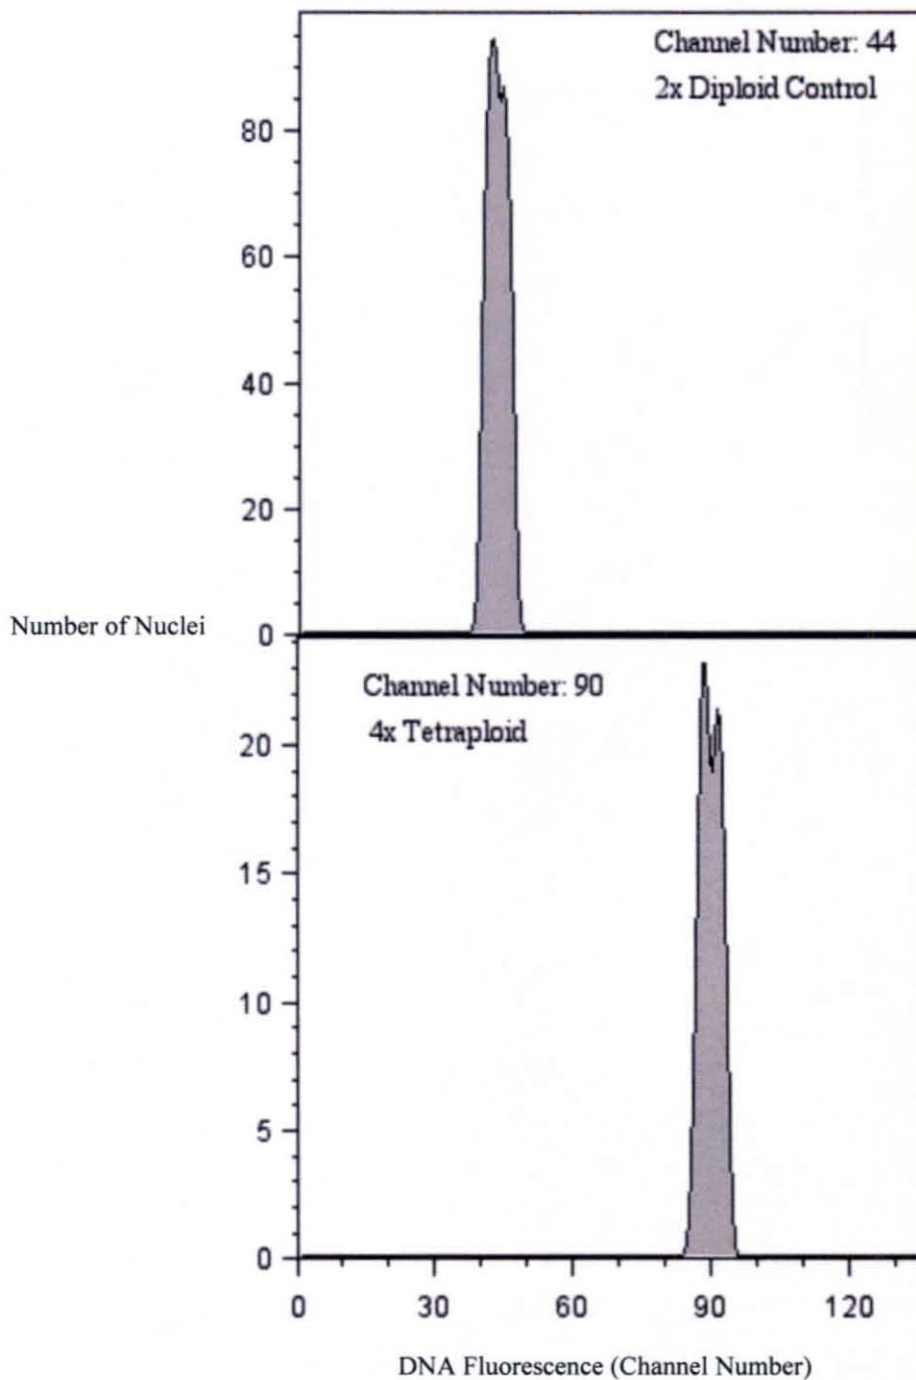 Channel Number: 44
2x Diploid Control
80
60
40
20
Number of Nuclei
0
Channel Number: 90
4x Tetraploid
20
15
10
5
0
0 30 60 90 120
DNA Fluorescence (Channel Number)